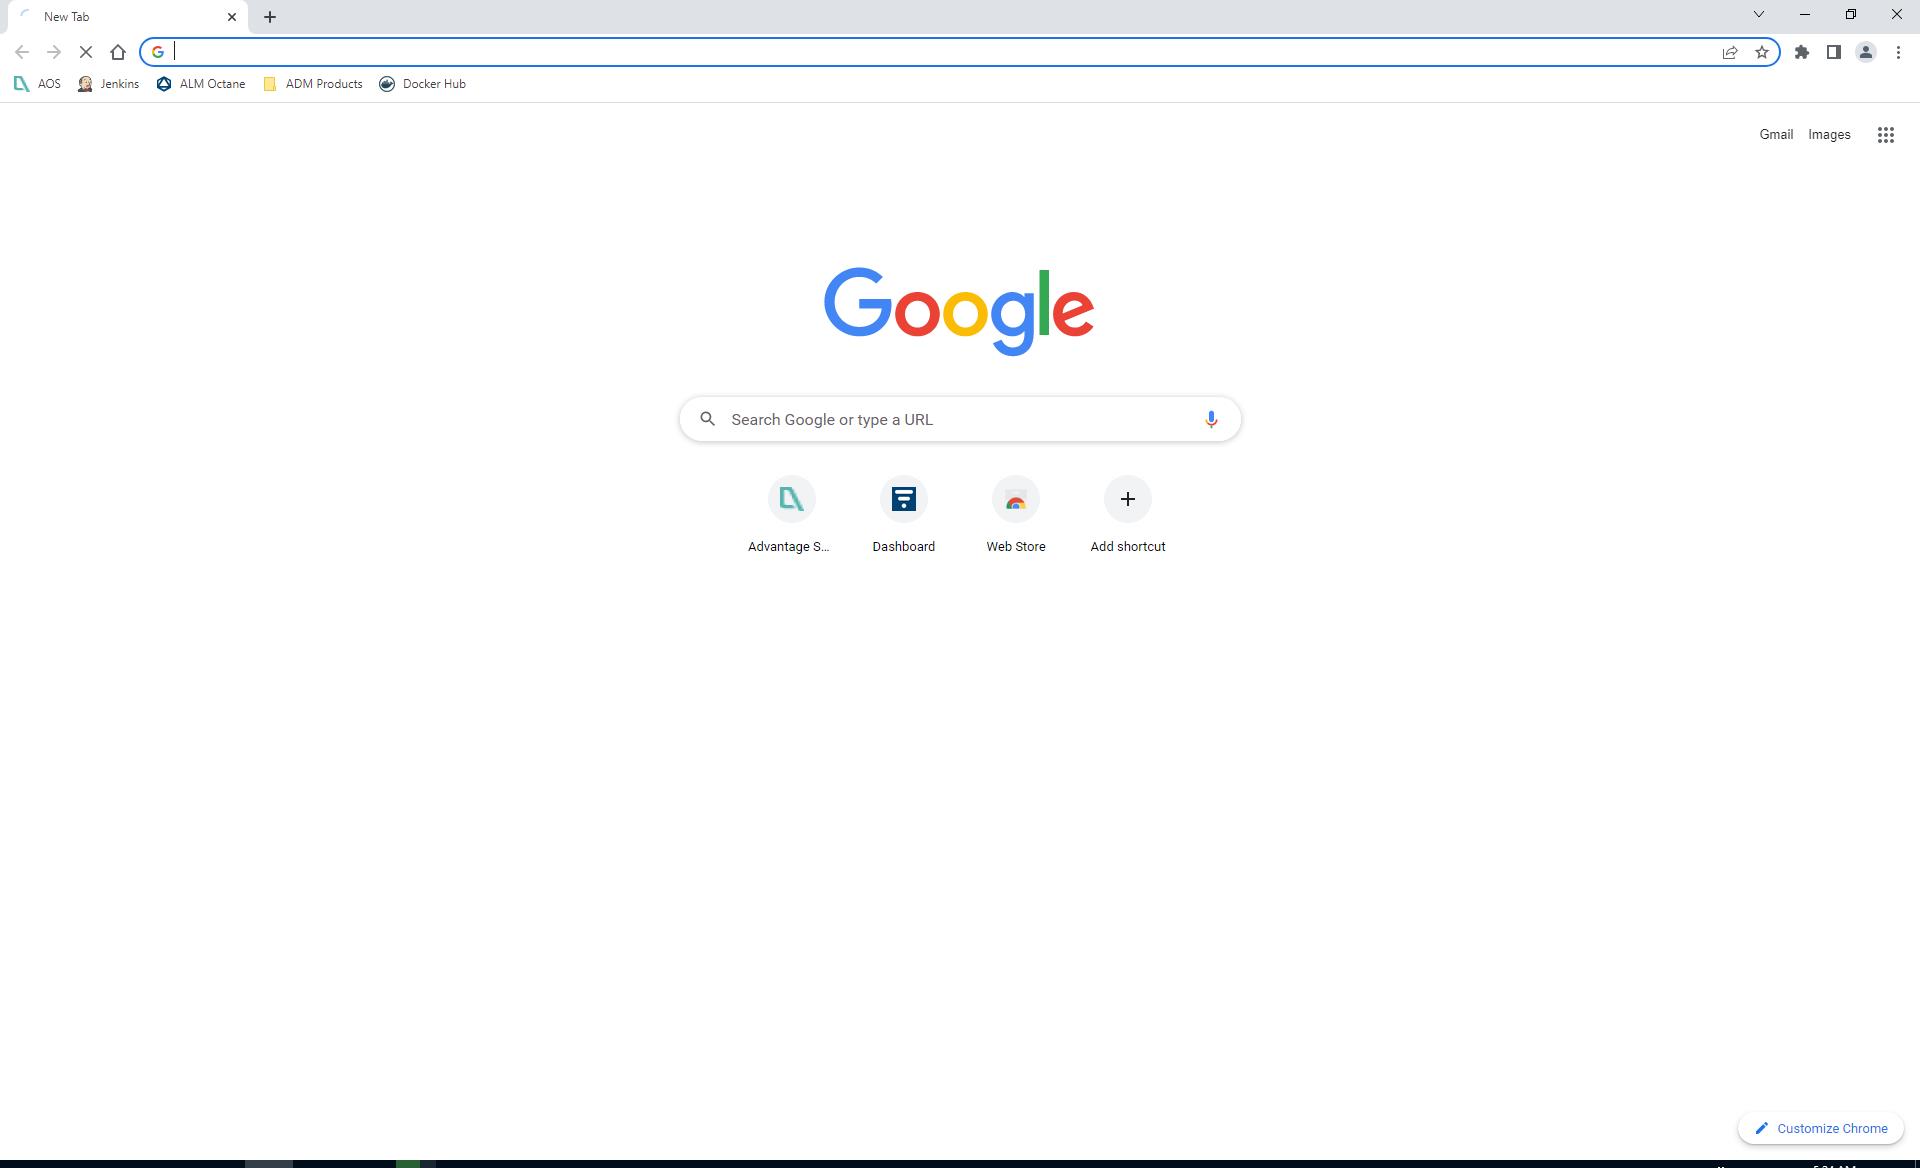 New Tab
AOS Jenkins ALM Octane ADM Products Docker Hub
Gmail Images
Google
Search Google or type a URL
Advantage S... Dashboard Web Store Add shortcut
Customize Chrome